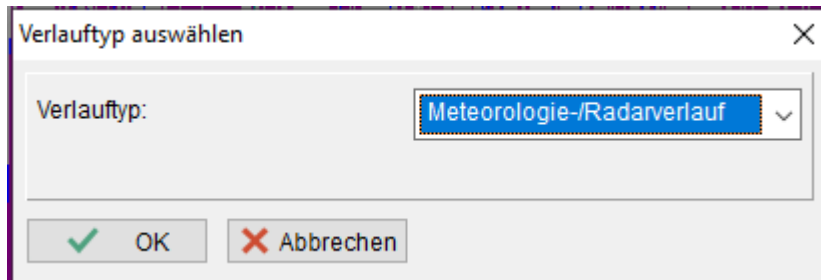 Verlauftyp auswählen
Verlauftyp:
Meteorologie-/Radarverlauf
OK
Abbrechen